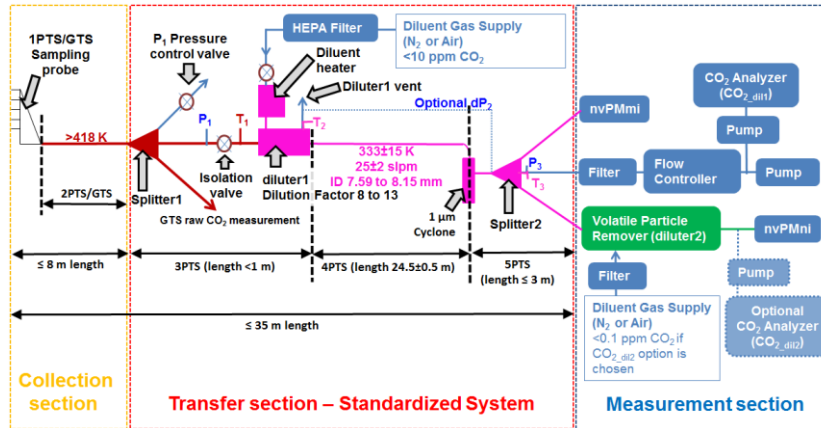 1PTS/GTS
Sampling
probe
P1 Pressure
control valve
HEPA Filter
Diluent Gas Supply
(N2 or Air)
<10 ppm CO2
Diluent
heater
Diluter1 vent
Optional dP2
nvPMmi
CO2 Analyzer
(CO2_dil1)
Pump
>418 K
P1
T1
T2
333±15 K
25±2 slpm
ID 7.59 to 8.15 mm
P3
T3
Filter
Flow
Controller
Pump
2PTS/GTS
Splitter1
Isolation
valve
diluter1
Dilution Factor 8 to 13
GTS raw CO2 measurement
1 μm
Cyclone
Splitter2
Volatile Particle
Remover (diluter2)
nvPMni
≤ 8 m length
3PTS (length <1 m)
4PTS (length 24.5±0.5 m)
5PTS
(length ≤ 3 m)
Filter
Pump
≤ 35 m length
Diluent Gas Supply
(N2 or Air)
<0.1 ppm CO2 if
CO2_dil2 option is
chosen
Optional
CO2 Analyzer
(CO2_dil2)
Collection
section
Transfer section – Standardized System
Measurement section